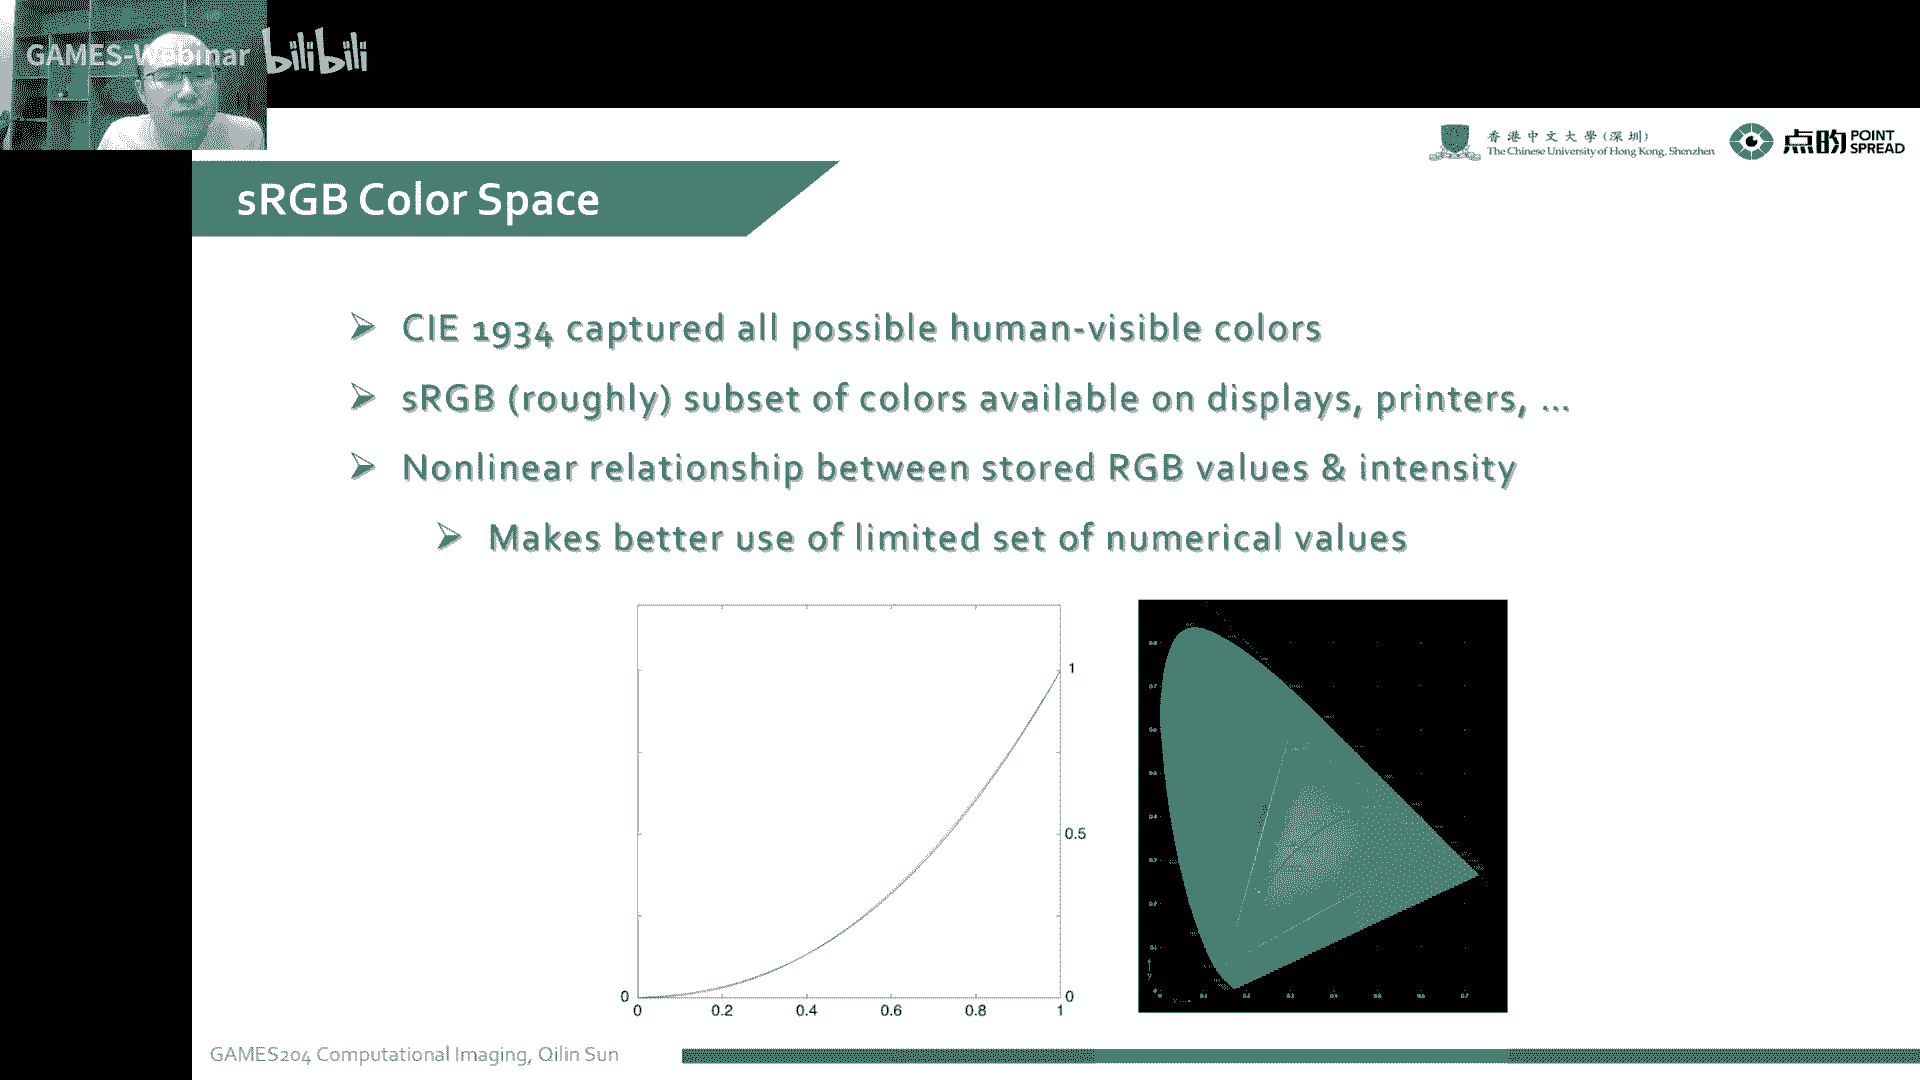 GAMES-Webinar bilibili
香港中文大學(深圳)
The Chinese University of Hong Kong, Shenzhen
点昀 POINT SPREAD
sRGB Color Space
CIE 1934 captured all possible human-visible colors
sRGB (roughly) subset of colors available on displays, printers, ...
Nonlinear relationship between stored RGB values & intensity
Makes better use of limited set of numerical values
1
0.5
0 0
0 0.2 0.4 0.6 0.8 1
GAMES204 Computational Imaging, Qilin Sun